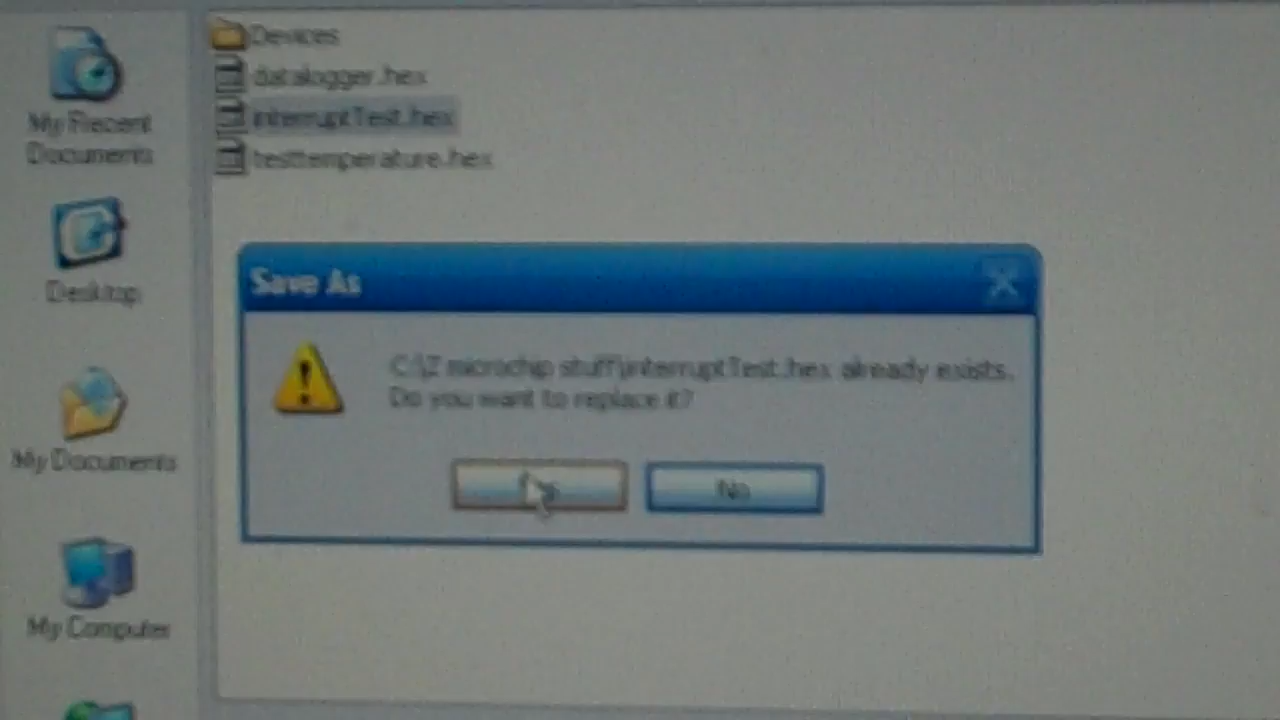 Devices
datalogger.hex
interruptTest.hex
testtemperature.hex
My Recent
Documents
Desktop
My Documents
My Computer
Save As
C:\Z microchip stuff\interruptTest.hex already exists.
Do you want to replace it?
Yes
No